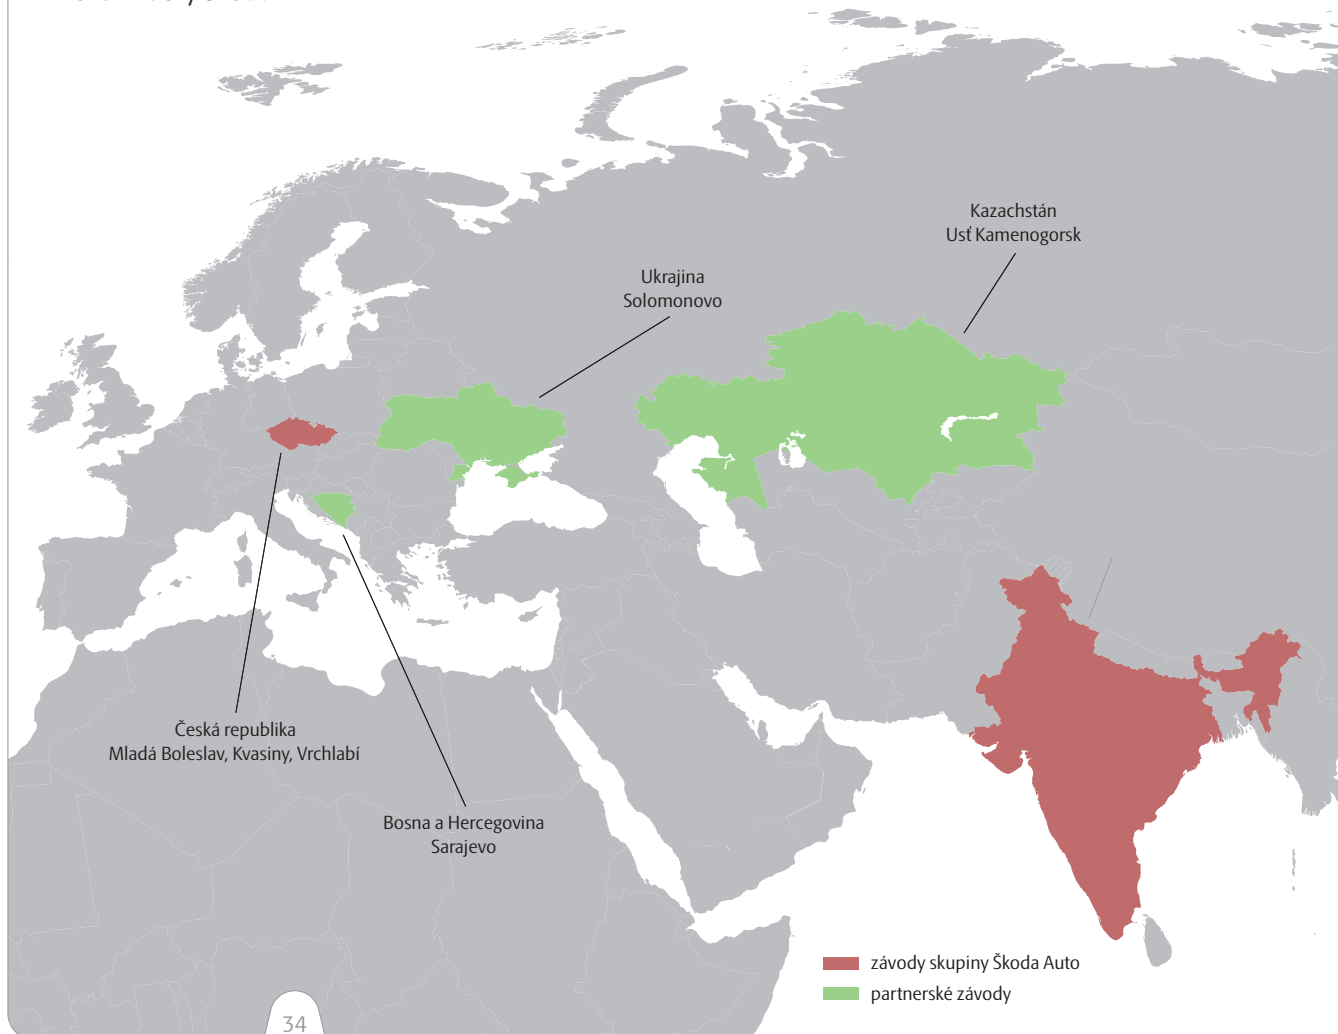 Kazachstán
Usť Kamenogorsk
Ukrajina
Solomonovo
Česká republika
Mladá Boleslav, Kvasiny, Vrchlabí
Bosna a Hercegovina
Sarajevo
závody skupiny Škoda Auto
partnerské závody
34